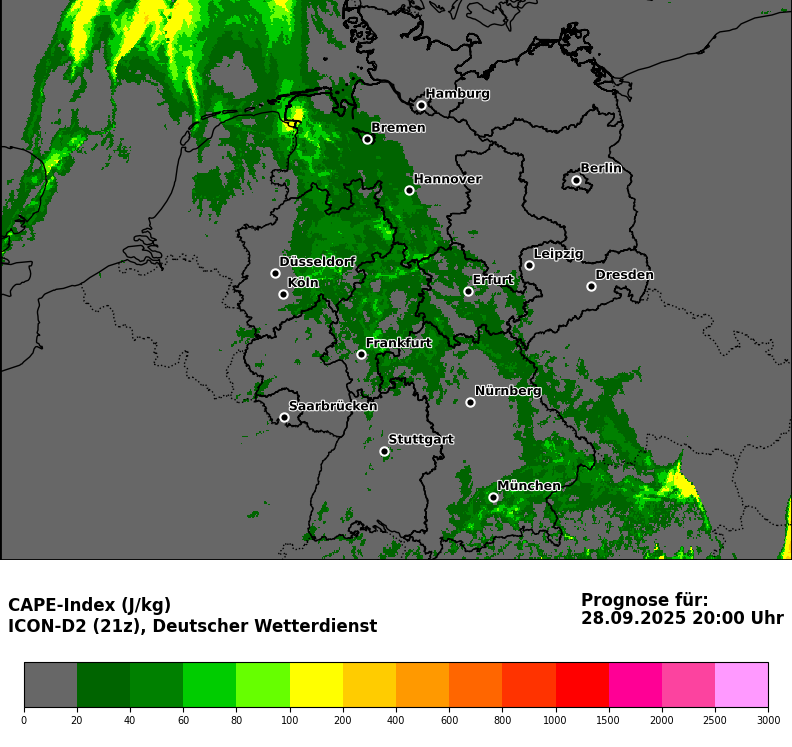 Hamburg
Bremen
Berlin
Hannover
Leipzig
Düsseldorf
Dresden
Köln
Erfurt
Frankfurt
Nürnberg
Saarbrücken
Stuttgart
München
CAPE-Index (J/kg)
ICON-D2 (21z), Deutscher Wetterdienst
Prognose für:
28.09.2025 20:00 Uhr
0 20 40 60 80 100 200 400 600 800 1000 1500 2000 2500 3000